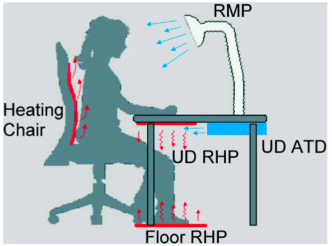 RMP
Heating
Chair
UD RHP
UD ATD
Floor RHP